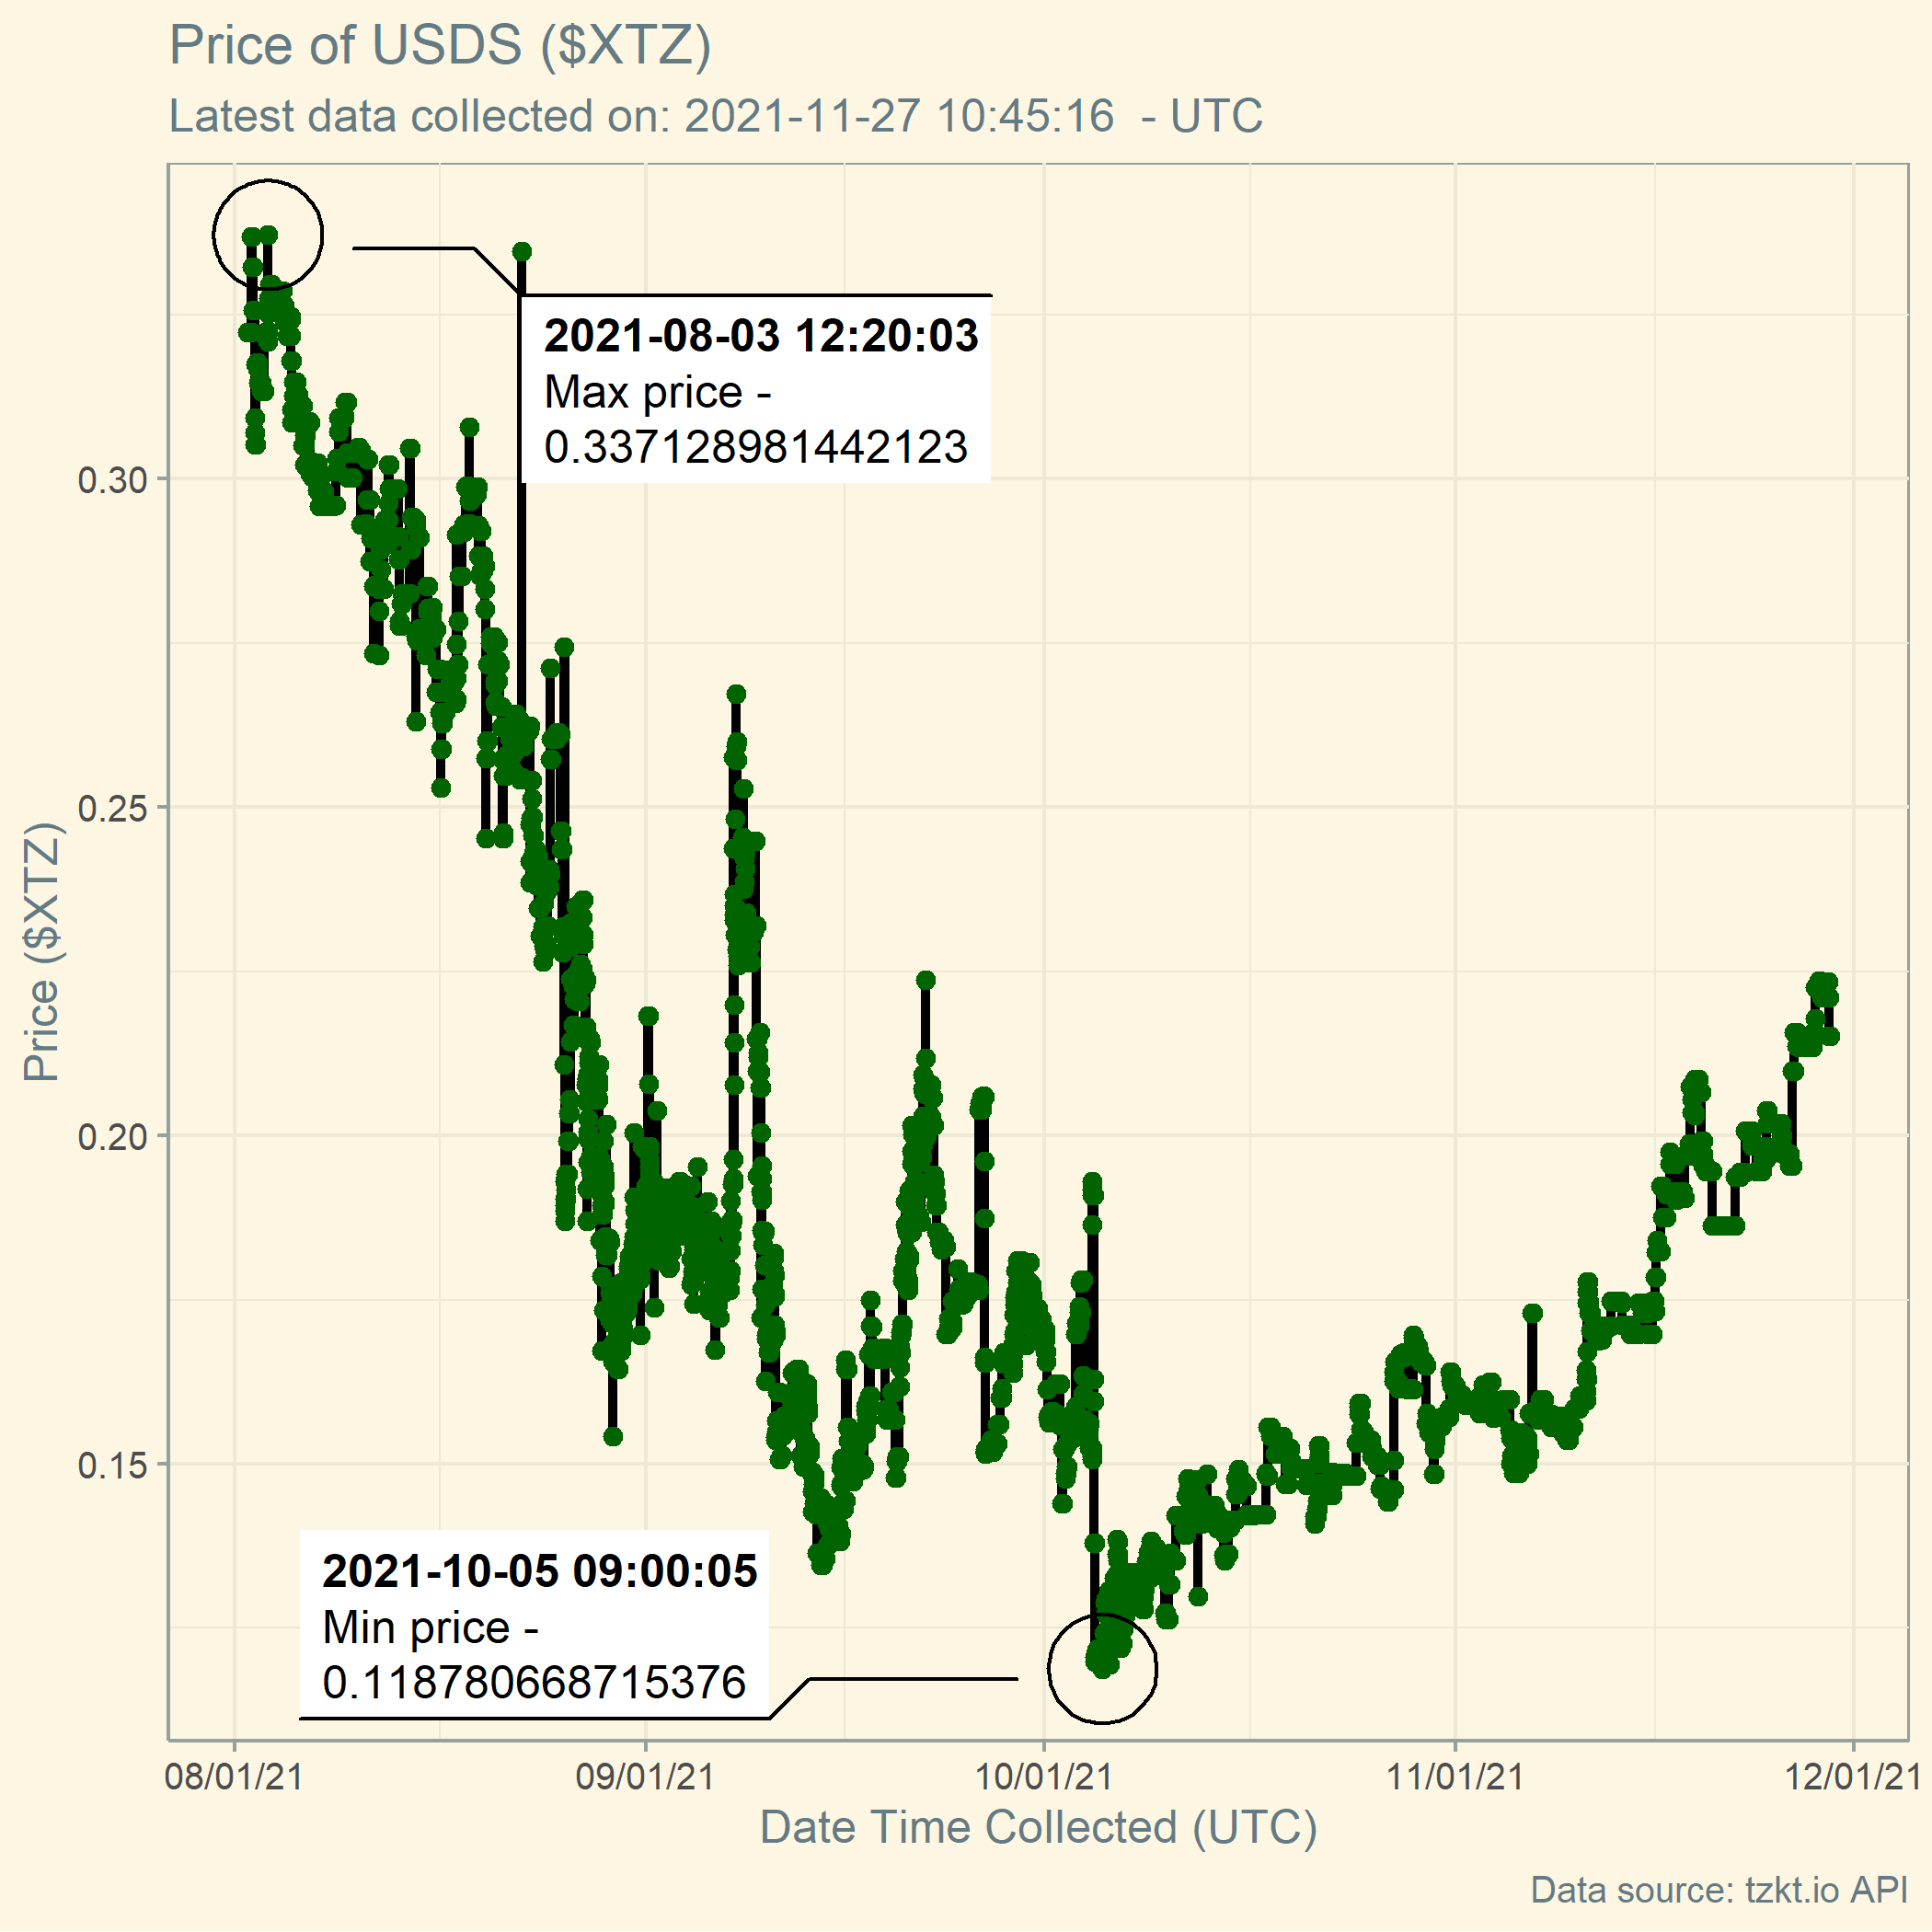 Price of USDS ($XTZ)
Latest data collected on: 2021-11-27 10:45:16  - UTC
2021-08-03 12:20:03
Max price -
0.337128981442123
0.30
0.25
0.20
0.15
Price ($XTZ)
2021-10-05 09:00:05
Min price -
0.118780668715376
08/01/21
09/01/21
10/01/21
11/01/21
12/01/21
Date Time Collected (UTC)
Data source: tzkt.io API